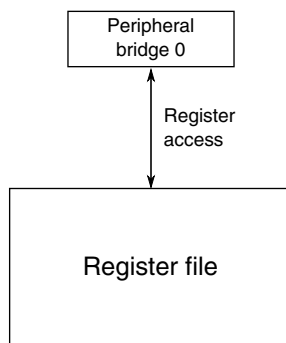 Peripheral
bridge 0
Register
access
Register file